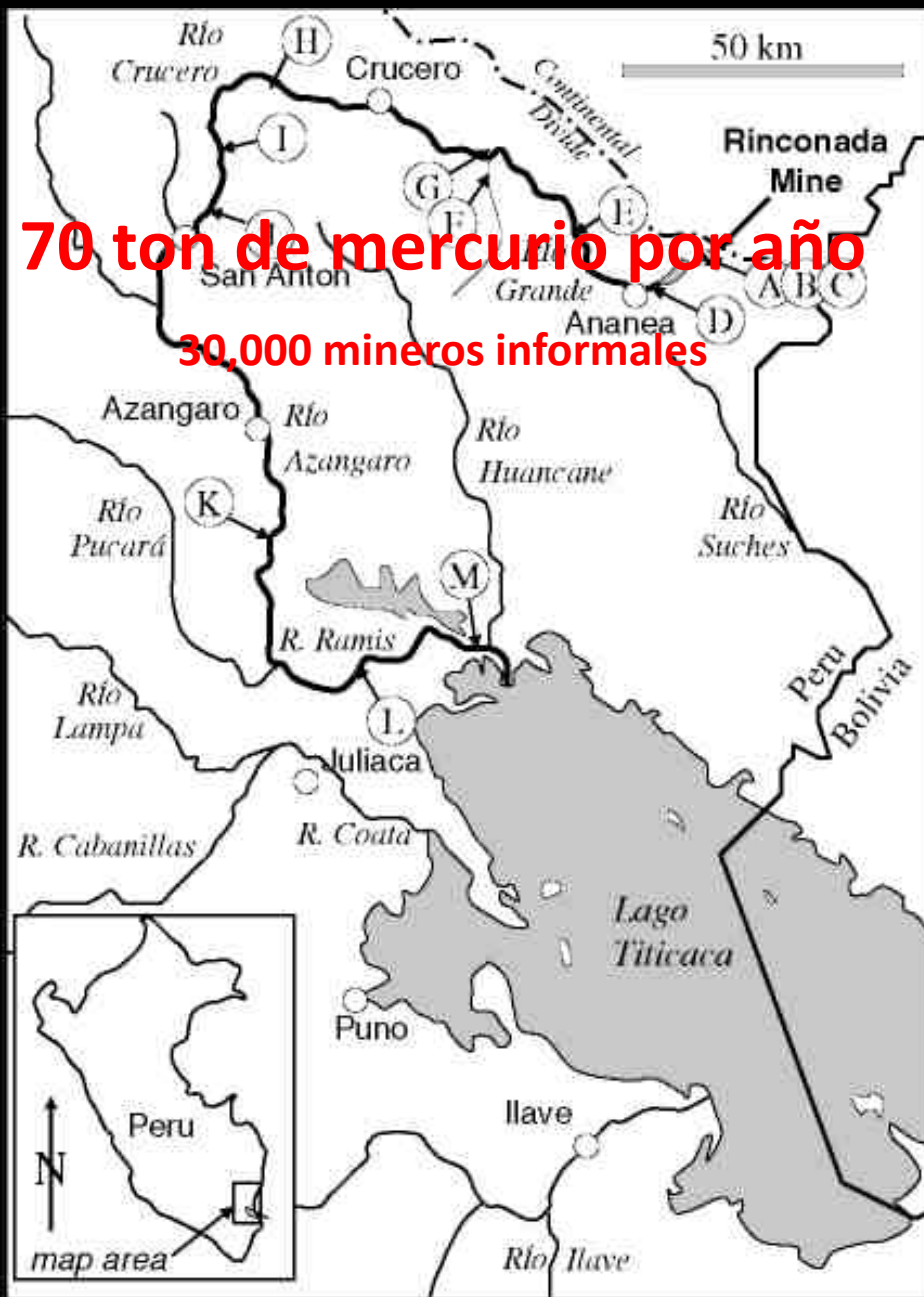 Río
Crucero
H
Crucero
50 km
Continental
Divide
Rinconada
Mine
I
G
F
E
70 ton de mercurio por año
San Anton
Río
Grande
A B C
Ananea
D
30,000 mineros informales
Azangaro
Río
Azangaro
Río
Huancane
K
Río
Pucará
Río
Suches
M
R. Ramis
Peru
Bolivia
Río
Lampa
L
Juliaca
R. Cabanillas
R. Coata
Lago
Titicaca
Puno
Ilave
Peru
N
map area
Río Ilave